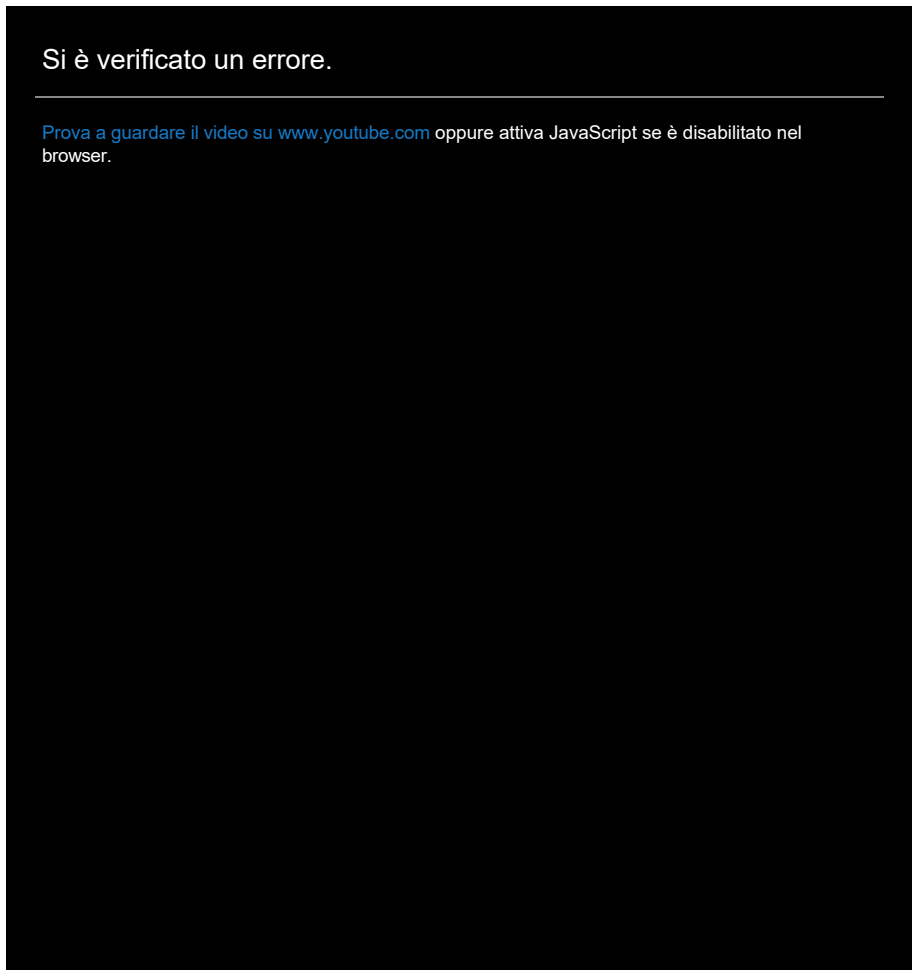 Si è verificato un errore.
Prova a guardare il video su www.youtube.com oppure attiva JavaScript se è disabilitato nel
browser.